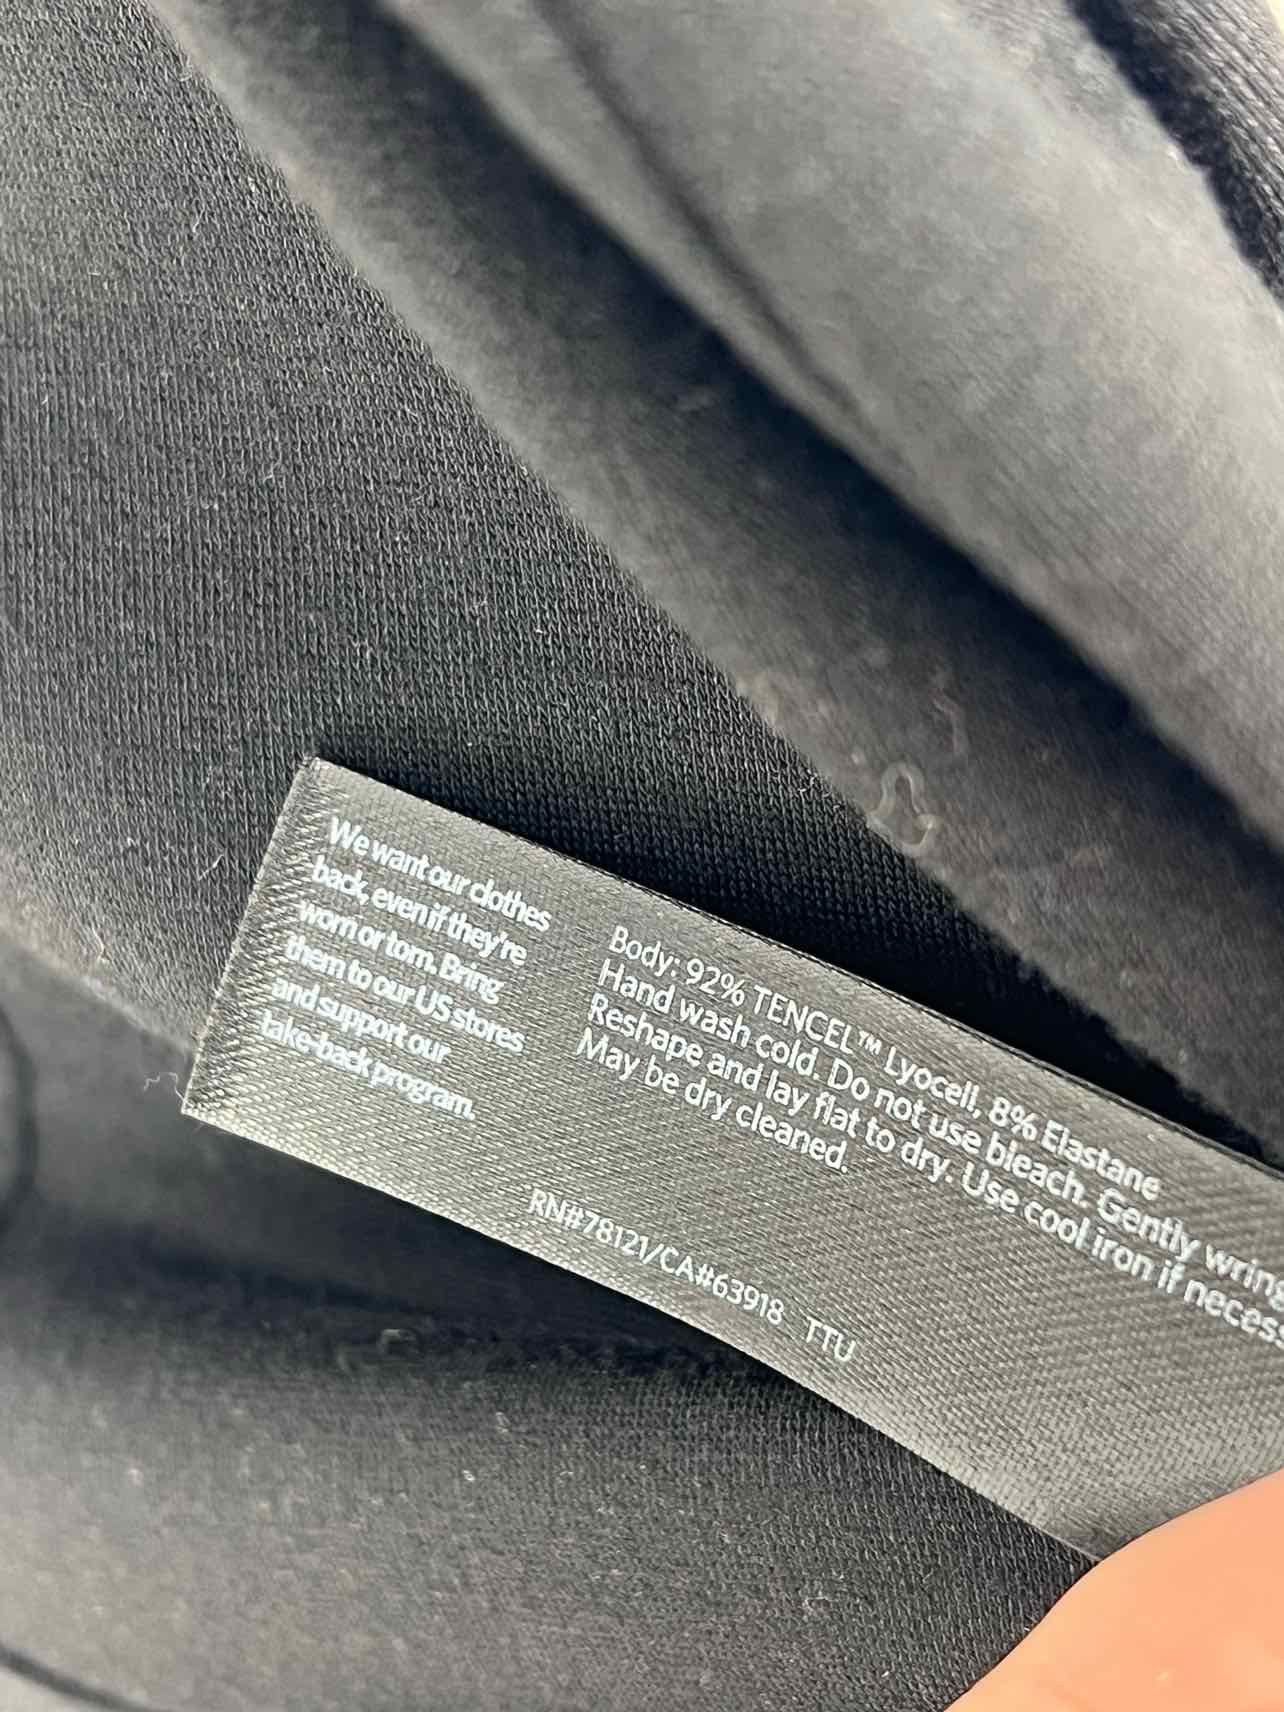 We want our clothes
back, even if they're
worn or torn. Bring
them to our US stores
and support our
take-back program.
Body: 92% TENCEL™ Lyocell, 8% Elastane
Hand wash cold. Do not use bleach. Gently wring
Reshape and lay flat to dry. Use cool iron if necess
May be dry cleaned.
RN#78121/CA#63918 TTU